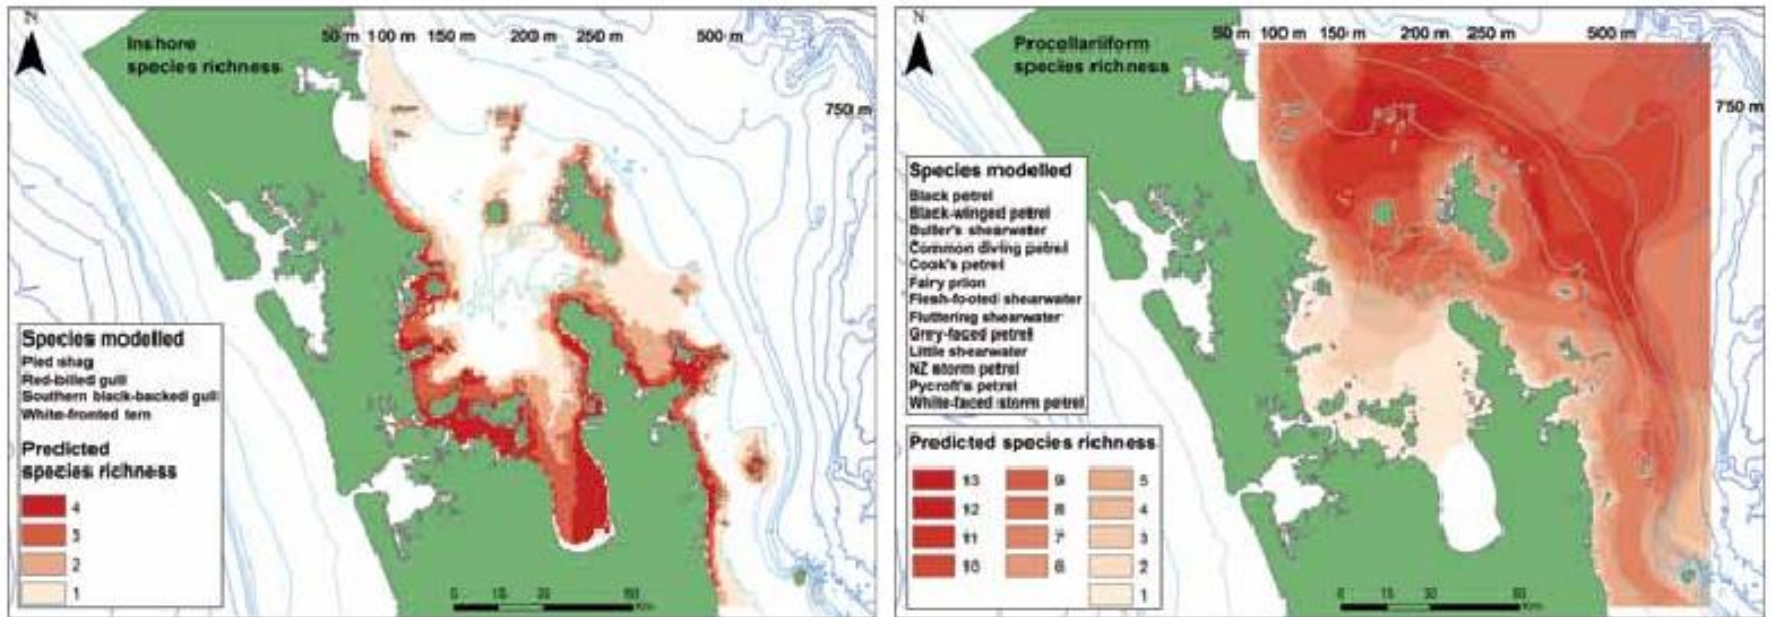 N
Inshore
species richness
50 m 100 m 150 m 200 m 250 m 500 m
750 m
Species modelled
Pied shag
Red-billed gull
Southern black-backed gull
White-fronted tern
Predicted
species richness
4
3
2
1
0 15 30 60
Km
N
Procellariiform
species richness
50 m 100 m 150 m 200 m 250 m 500 m
750 m
Species modelled
Black petrel
Black-winged petrel
Buller's shearwater
Common diving petrel
Cook's petrel
Fairy prion
Flesh-footed shearwater
Fluttering shearwater
Grey-faced petrel
Little shearwater
NZ storm petrel
Pycroft's petrel
White-faced storm petrel
Predicted species richness
13 9 5
12 8 4
11 7 3
10 6 2
1
0 15 30 60
Km